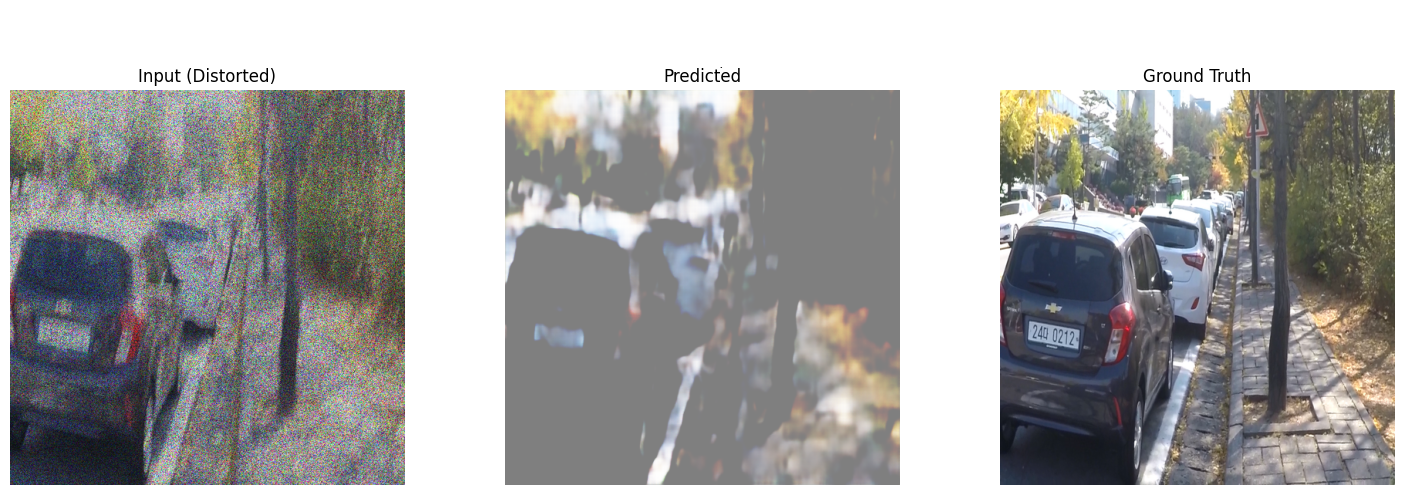 Input (Distorted)
Predicted
Ground Truth
24다 0212